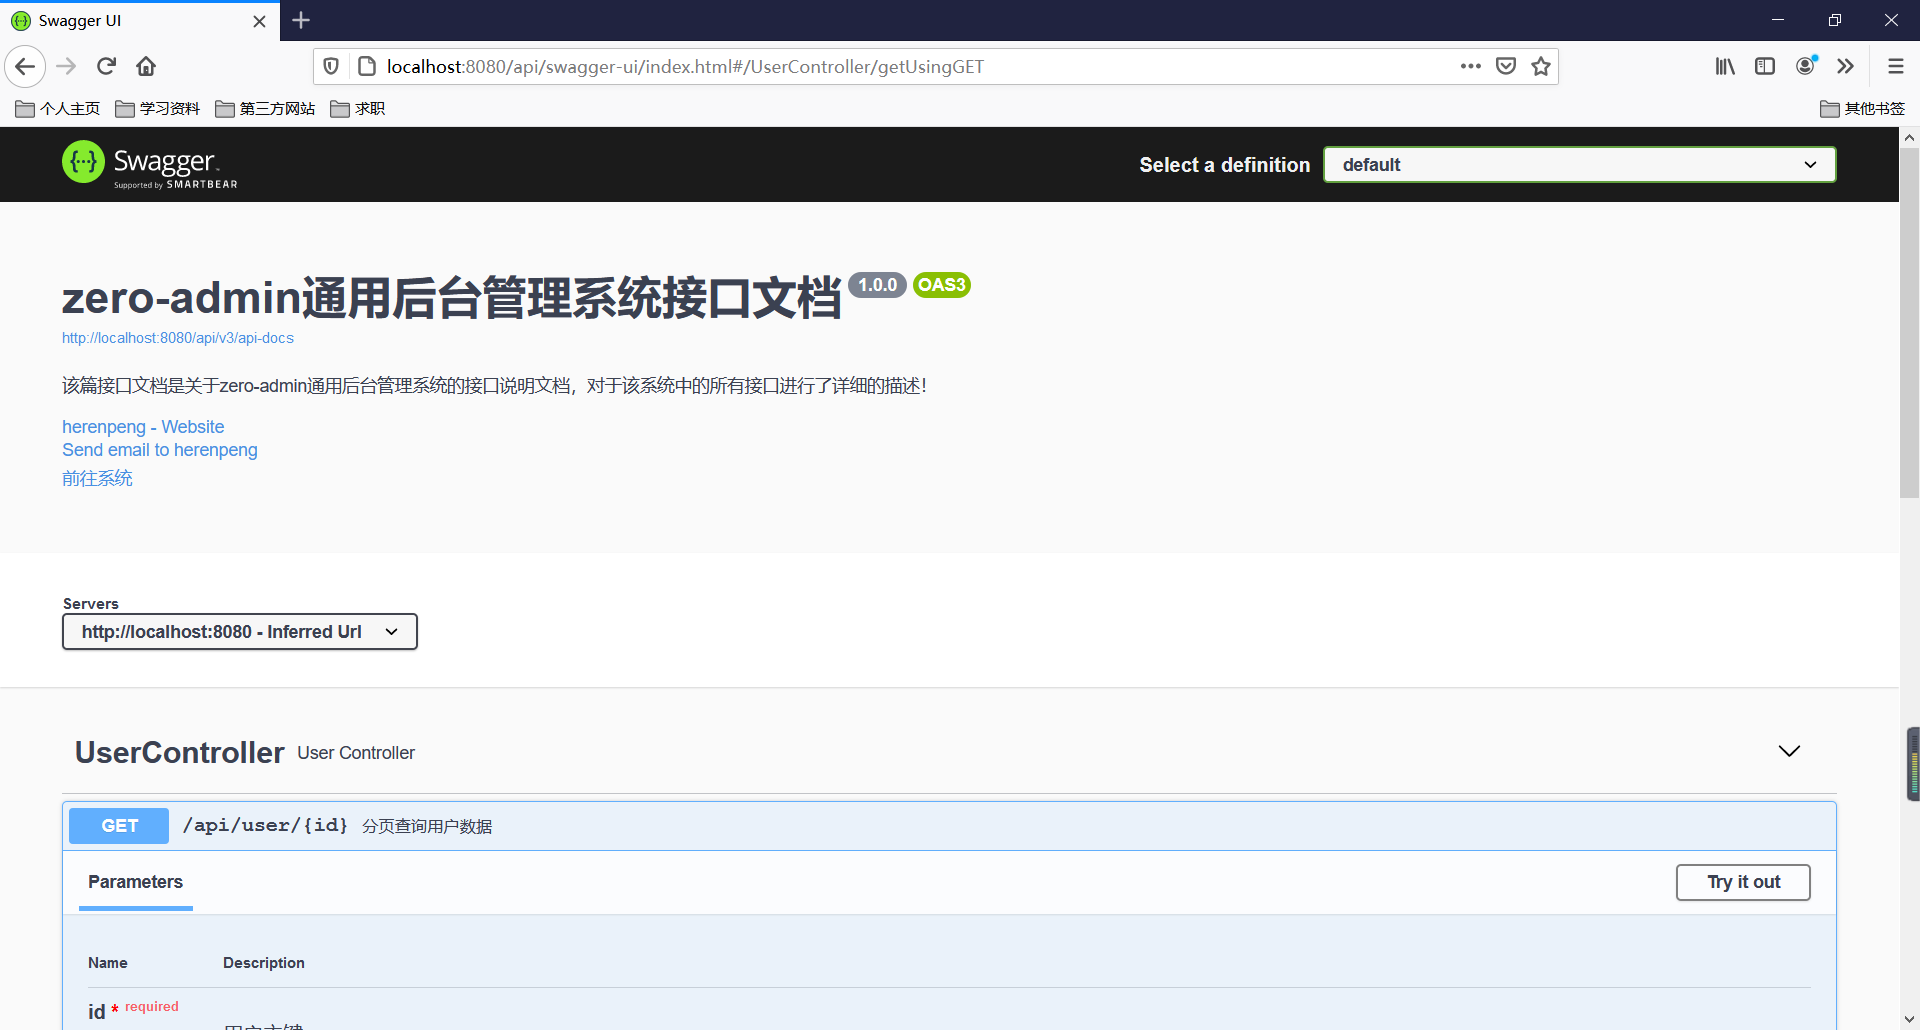 Swagger UI
localhost:8080/api/swagger-ui/index.html#/UserController/getUsingGET
个人主页 学习资料 第三方网站 求职 其他书签
Swagger
Supported by SMARTBEAR
Select a definition default
zero-admin通用后台管理系统接口文档 1.0.0 OAS3
http://localhost:8080/api/v3/api-docs
该篇接口文档是关于zero-admin通用后台管理系统的接口说明文档，对于该系统中的所有接口进行了详细的描述！
herenpeng - Website
Send email to herenpeng
前往系统
Servers
http://localhost:8080 - Inferred Url
UserController User Controller
GET /api/user/{id} 分页查询用户数据
Parameters Try it out
Name Description
id * required
用户主键